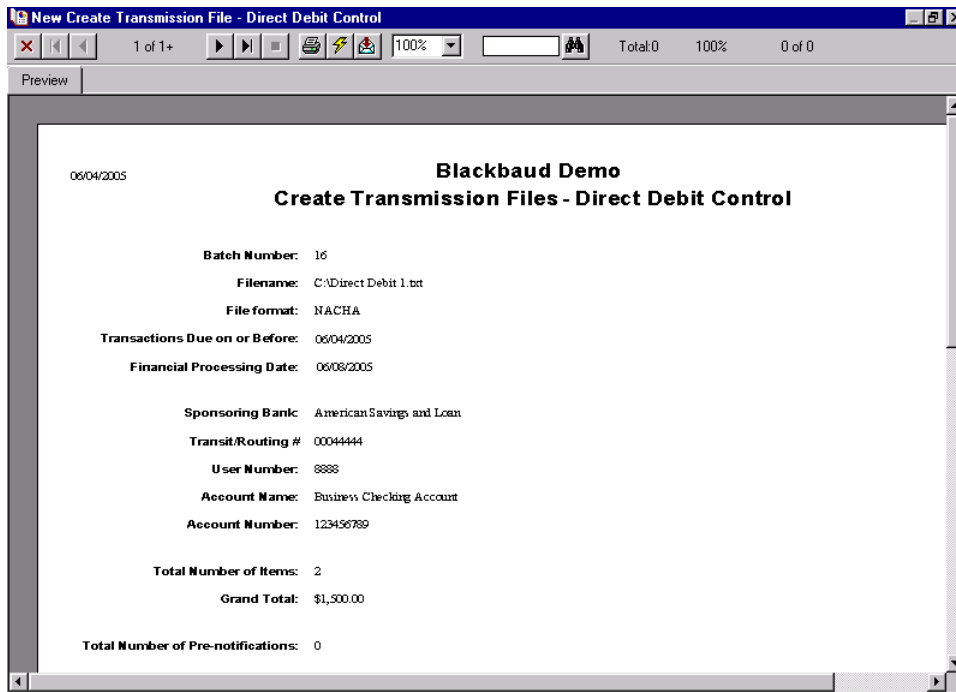 New Create Transmission File - Direct Debit Control
1 of 1+ 100% Total:0 100% 0 of 0
Preview
06/04/2005
Blackbaud Demo
Create Transmission Files - Direct Debit Control
Batch Number: 16
Filename: C:\Direct Debit 1.txt
File format: NACHA
Transactions Due on or Before: 06/04/2005
Financial Processing Date: 06/08/2005
Sponsoring Bank: American Savings and Loan
Transit/Routing # 00044444
User Number: 8888
Account Name: Business Checking Account
Account Number: 123456789
Total Number of Items: 2
Grand Total: $1,500.00
Total Number of Pre-notifications: 0